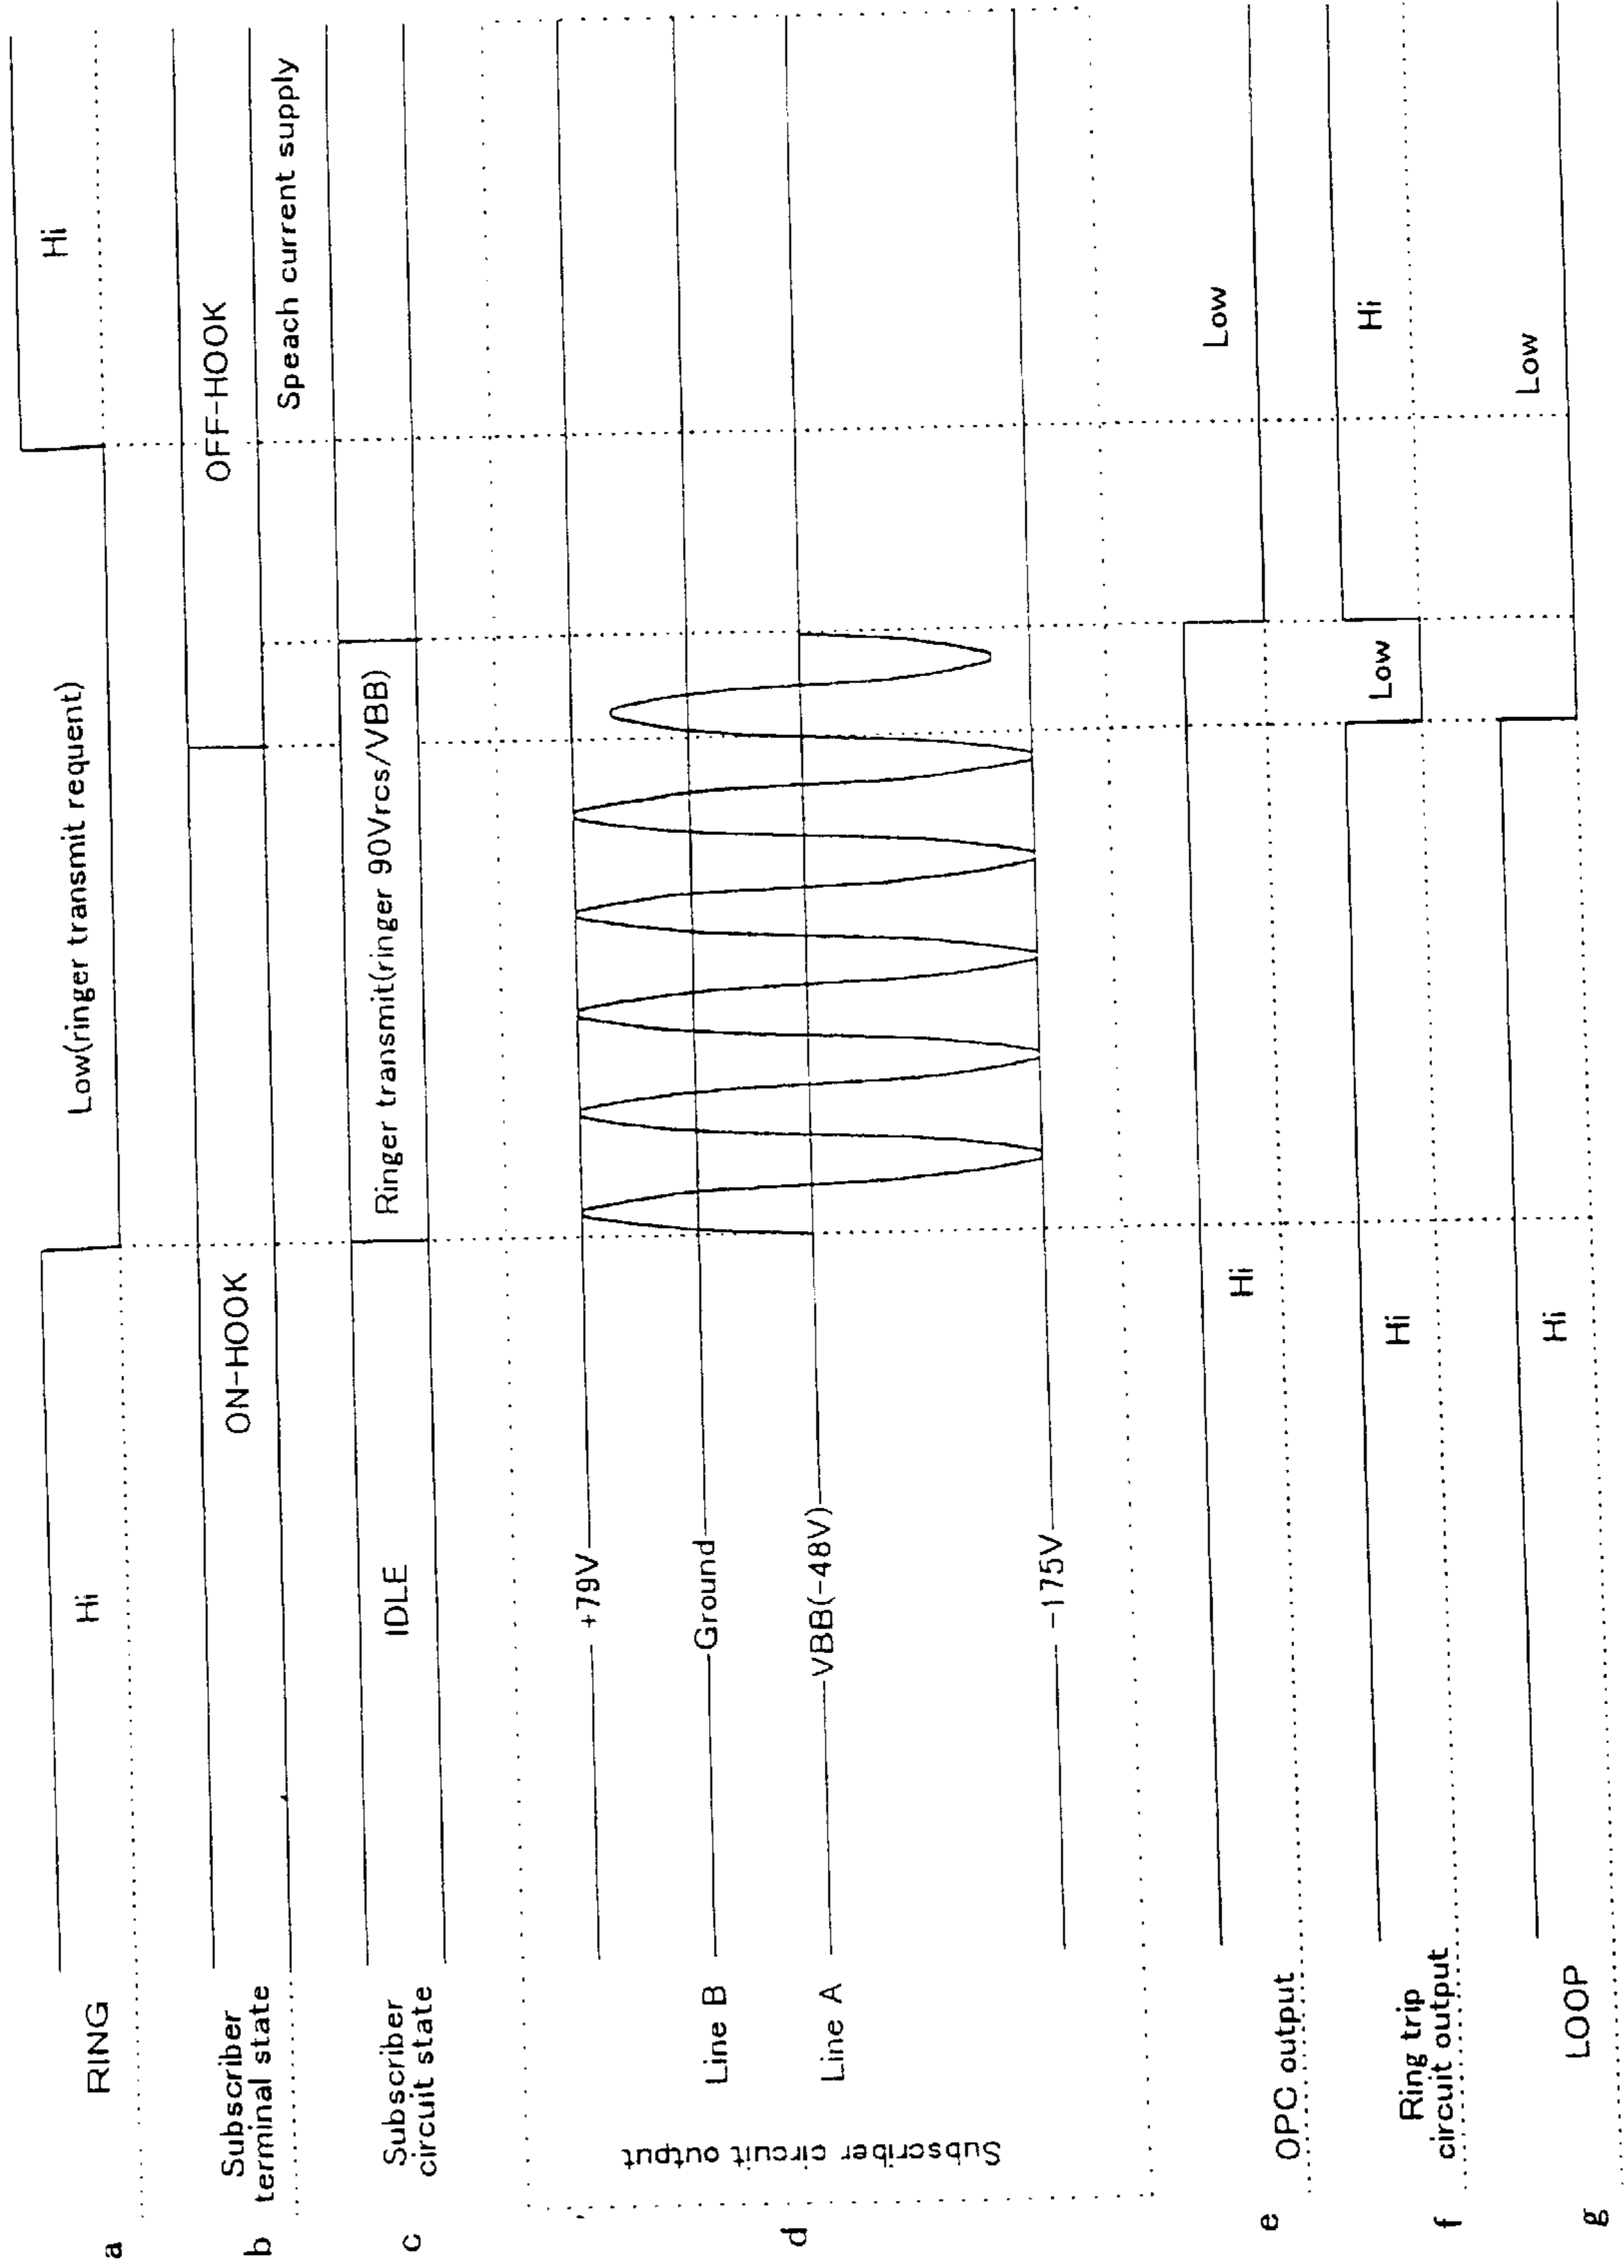 a
RING
Hi
Low(ringer transmit requent)
Hi
b
Subscriber
terminal state
ON-HOOK
OFF-HOOK
c
Subscriber
circuit state
IDLE
Ringer transmit(ringer 90Vrcs/VBB)
Speach current supply
d
Subscriber circuit output
+79V
Line B
Ground
Line A
VBB(-48V)
-175V
e
OPC output
Hi
Low
f
Ring trip
circuit output
Hi
Low
Hi
g
LOOP
Hi
Low